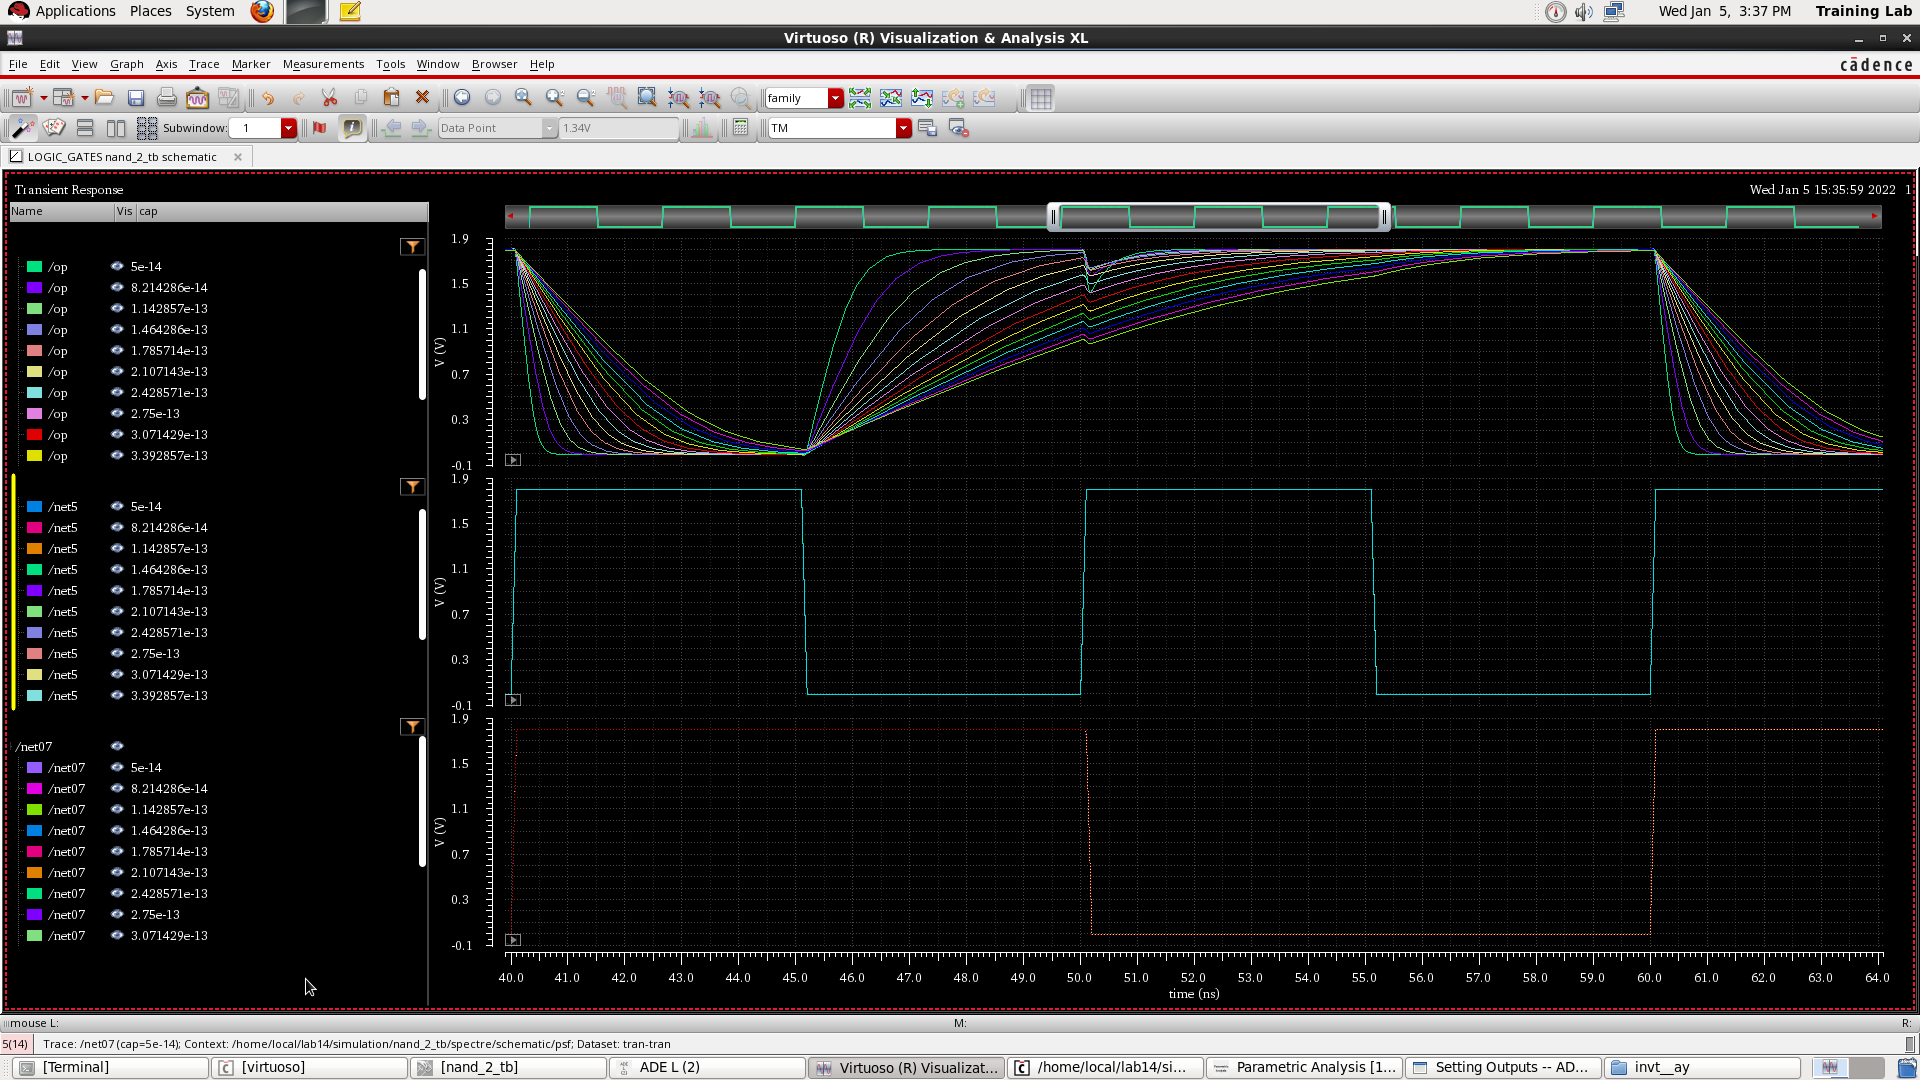 Applications Places System Wed Jan 5, 3:37 PM Training Lab
Virtuoso (R) Visualization & Analysis XL
File Edit View Graph Axis Trace Marker Measurements Tools Window Browser Help cādence
family
Subwindow: 1 Data Point 1.34V TM
LOGIC_GATES nand_2_tb schematic
Transient Response Wed Jan 5 15:35:59 2022 1
Name Vis cap
/op 5e-14
/op 8.214286e-14
/op 1.142857e-13
/op 1.464286e-13
/op 1.785714e-13
/op 2.107143e-13
/op 2.428571e-13
/op 2.75e-13
/op 3.071429e-13
/op 3.392857e-13
/net5 5e-14
/net5 8.214286e-14
/net5 1.142857e-13
/net5 1.464286e-13
/net5 1.785714e-13
/net5 2.107143e-13
/net5 2.428571e-13
/net5 2.75e-13
/net5 3.071429e-13
/net5 3.392857e-13
/net07
/net07 5e-14
/net07 8.214286e-14
/net07 1.142857e-13
/net07 1.464286e-13
/net07 1.785714e-13
/net07 2.107143e-13
/net07 2.428571e-13
/net07 2.75e-13
/net07 3.071429e-13
1.9
1.5
1.1
0.7
0.3
-0.1
V (V)
1.9
1.5
1.1
0.7
0.3
-0.1
V (V)
1.9
1.5
1.1
0.7
0.3
-0.1
V (V)
40.0 41.0 42.0 43.0 44.0 45.0 46.0 47.0 48.0 49.0 50.0 51.0 52.0 53.0 54.0 55.0 56.0 57.0 58.0 59.0 60.0 61.0 62.0 63.0 64.0
time (ns)
mouse L: M: R:
5(14) Trace: /net07 (cap=5e-14); Context: /home/local/lab14/simulation/nand_2_tb/spectre/schematic/psf; Dataset: tran-tran
[Terminal] [virtuoso] [nand_2_tb] ADE L (2) Virtuoso (R) Visualizat... /home/local/lab14/si... Parametric Analysis [1... Setting Outputs -- AD... invt__ay